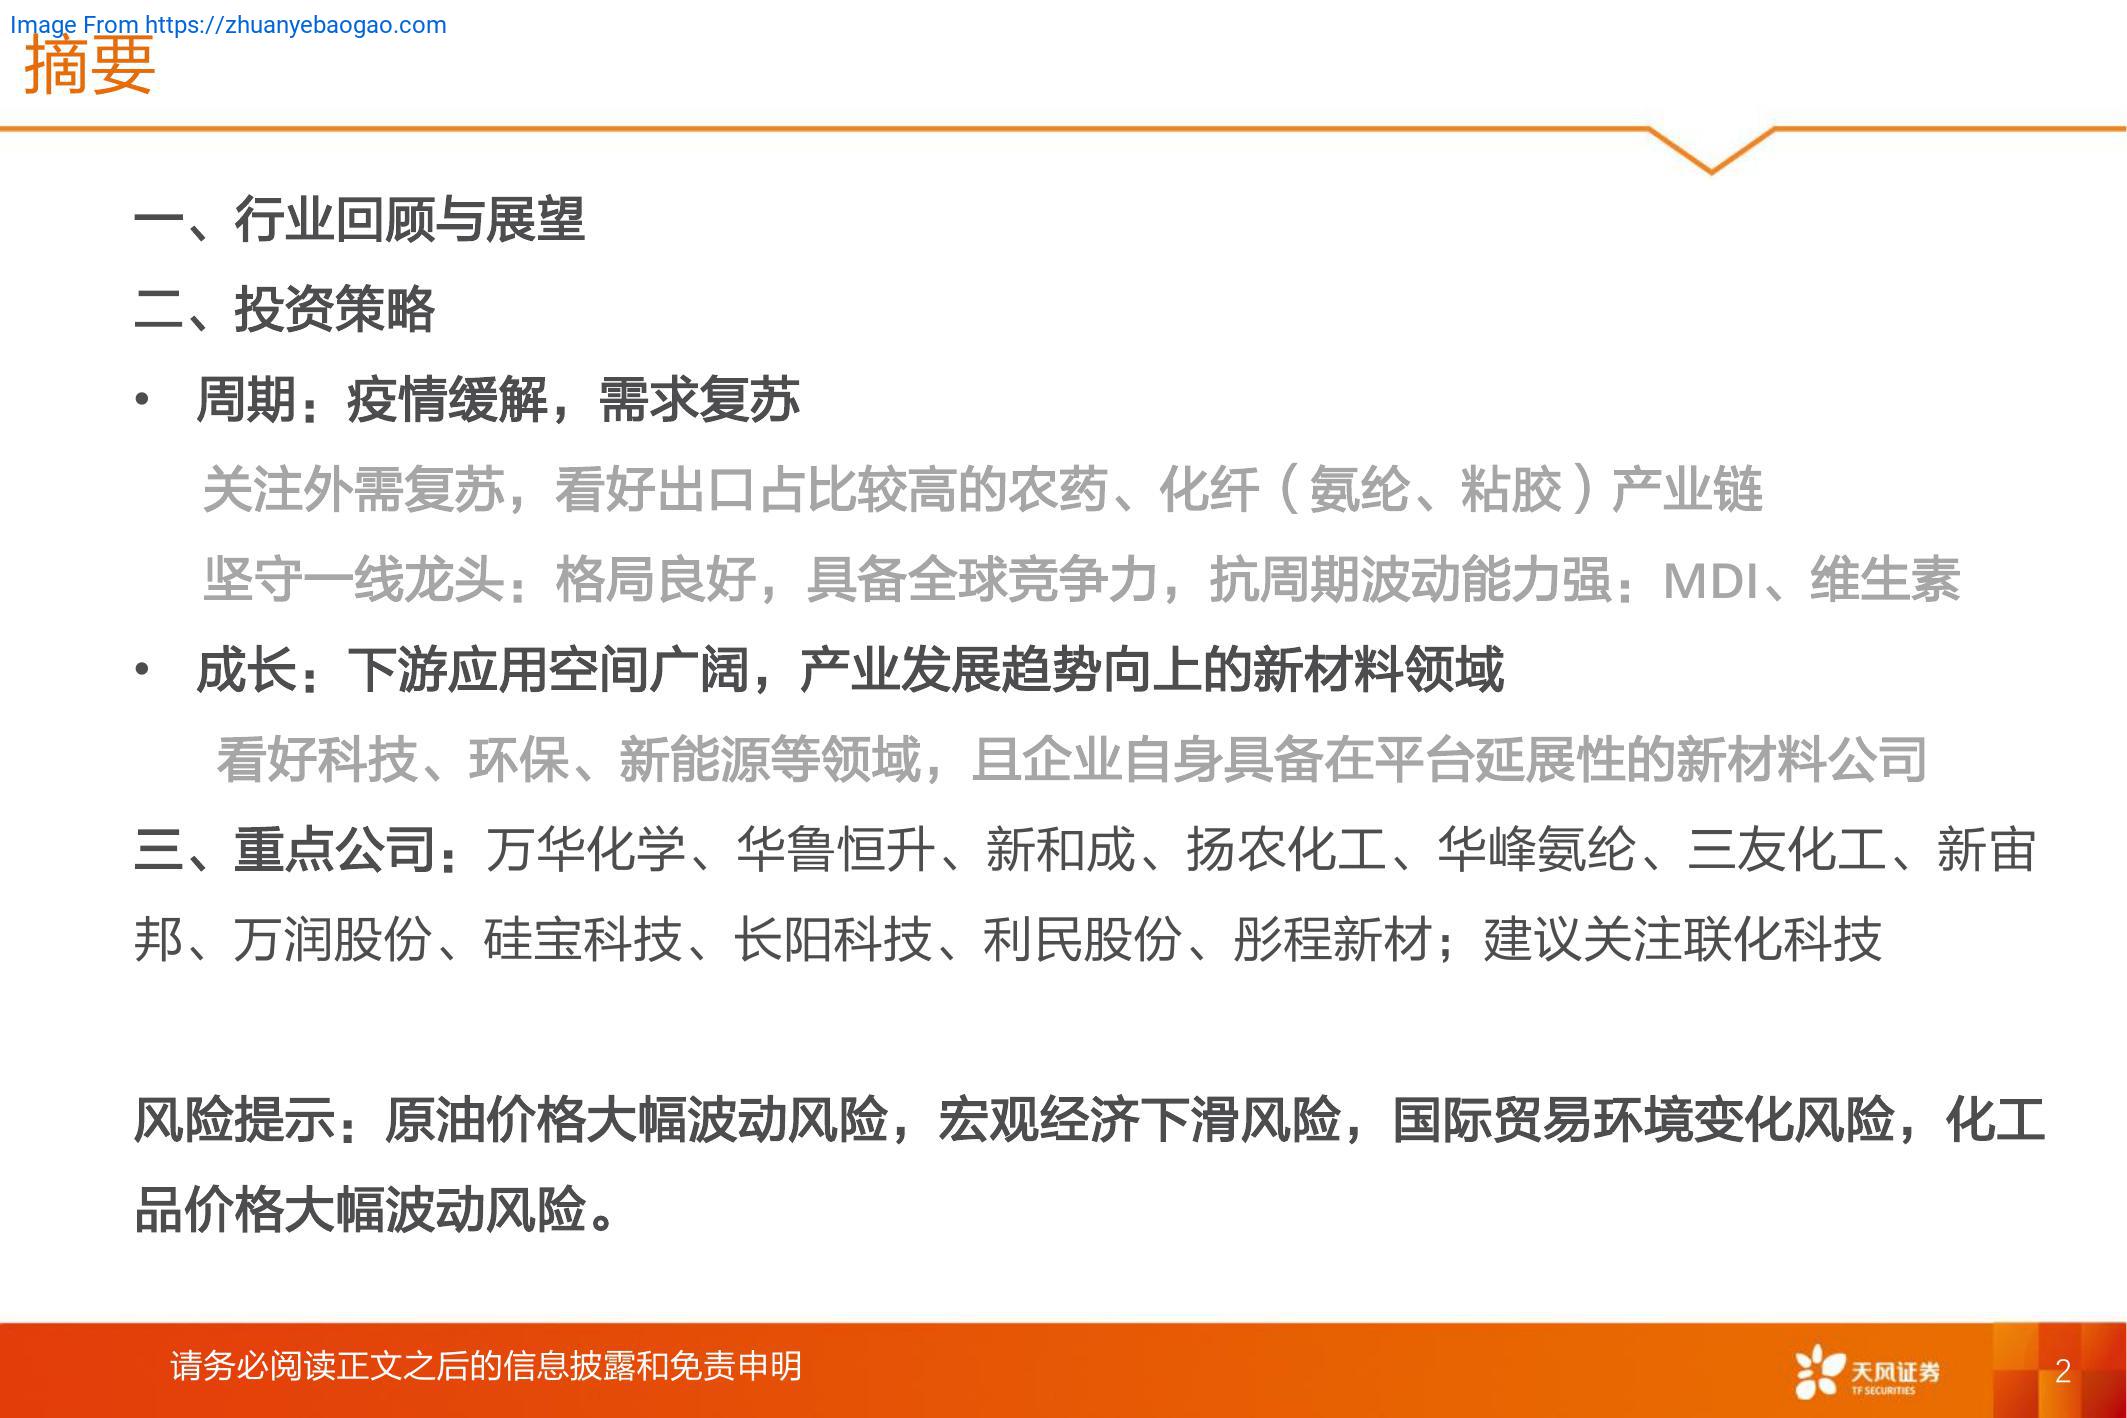 Image From https://zhuanyebaogao.com
摘要
一、行业回顾与展望
二、投资策略
• 周期：疫情缓解，需求复苏
关注外需复苏，看好出口占比较高的农药、化纤（氨纶、粘胶）产业链
坚守一线龙头：格局良好，具备全球竞争力，抗周期波动能力强：MDI、维生素
• 成长：下游应用空间广阔，产业发展趋势向上的新材料领域
看好科技、环保、新能源等领域，且企业自身具备在平台延展性的新材料公司
三、重点公司：万华化学、华鲁恒升、新和成、扬农化工、华峰氨纶、三友化工、新宙
邦、万润股份、硅宝科技、长阳科技、利民股份、彤程新材；建议关注联化科技
风险提示：原油价格大幅波动风险，宏观经济下滑风险，国际贸易环境变化风险，化工
品价格大幅波动风险。
请务必阅读正文之后的信息披露和免责申明
天风证券
TF SECURITIES
2